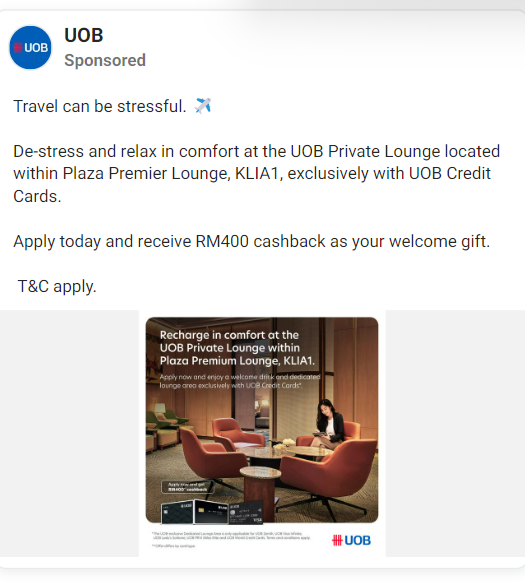 UOB
UOB
Sponsored
Travel can be stressful. ✈️
De-stress and relax in comfort at the UOB Private Lounge located
within Plaza Premier Lounge, KLIA1, exclusively with UOB Credit
Cards.
Apply today and receive RM400 cashback as your welcome gift.
T&C apply.
Recharge in comfort at the
UOB Private Lounge within
Plaza Premium Lounge, KLIA1.
Apply now and enjoy a welcome drink and dedicated
lounge area exclusively with UOB Credit Cards*.
Apply now and get
RM400 cashback
VISA
UOB